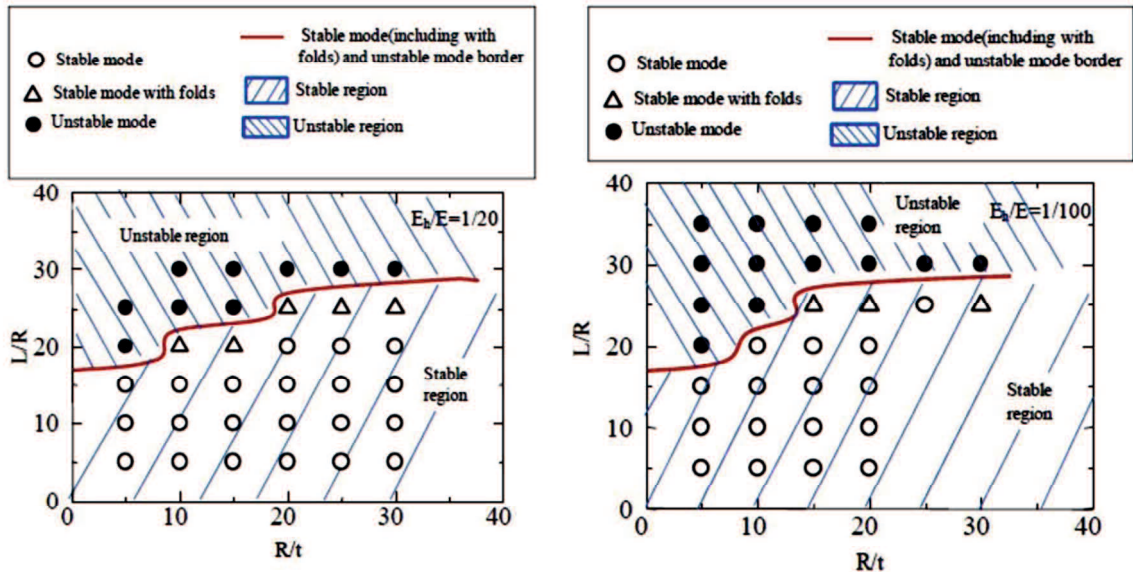 Stable mode
Stable mode with folds
Unstable mode
Stable mode(including with
folds) and unstable mode border
Stable region
Unstable region
40
30
20
10
0
L/R
Unstable region
Eh/E=1/20
Stable
region
0
10
20
30
40
R/t
Stable mode
Stable mode with folds
Unstable mode
Stable mode(including with
folds) and unstable mode border
Stable region
Unstable region
40
30
20
10
0
L/R
Unstable
region
Eh/E=1/100
Stable
region
0
10
20
30
40
R/t